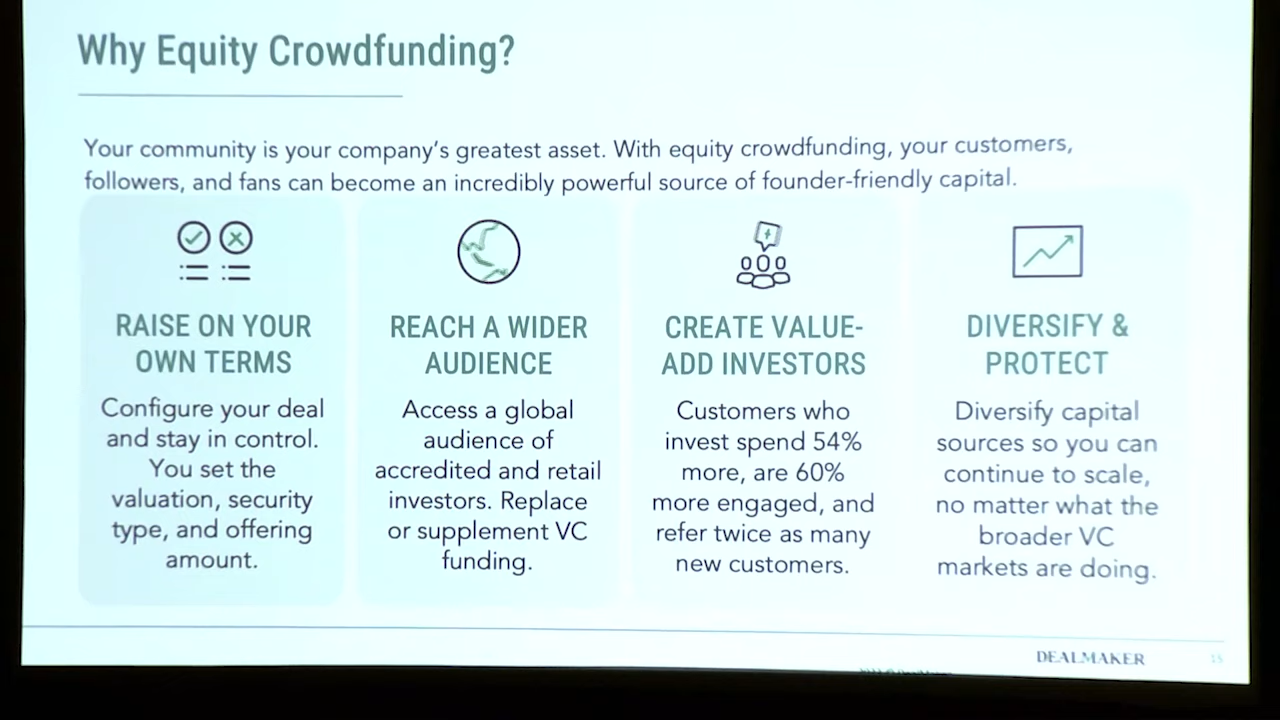 Why Equity Crowdfunding?
Your community is your company's greatest asset. With equity crowdfunding, your customers,
followers, and fans can become an incredibly powerful source of founder-friendly capital.
RAISE ON YOUR
OWN TERMS
Configure your deal
and stay in control.
You set the
valuation, security
type, and offering
amount.
REACH A WIDER
AUDIENCE
Access a global
audience of
accredited and retail
investors. Replace
or supplement VC
funding.
CREATE VALUE-
ADD INVESTORS
Customers who
invest spend 54%
more, are 60%
more engaged, and
refer twice as many
new customers.
DIVERSIFY &
PROTECT
Diversify capital
sources so you can
continue to scale,
no matter what the
broader VC
markets are doing.
DEALMAKER